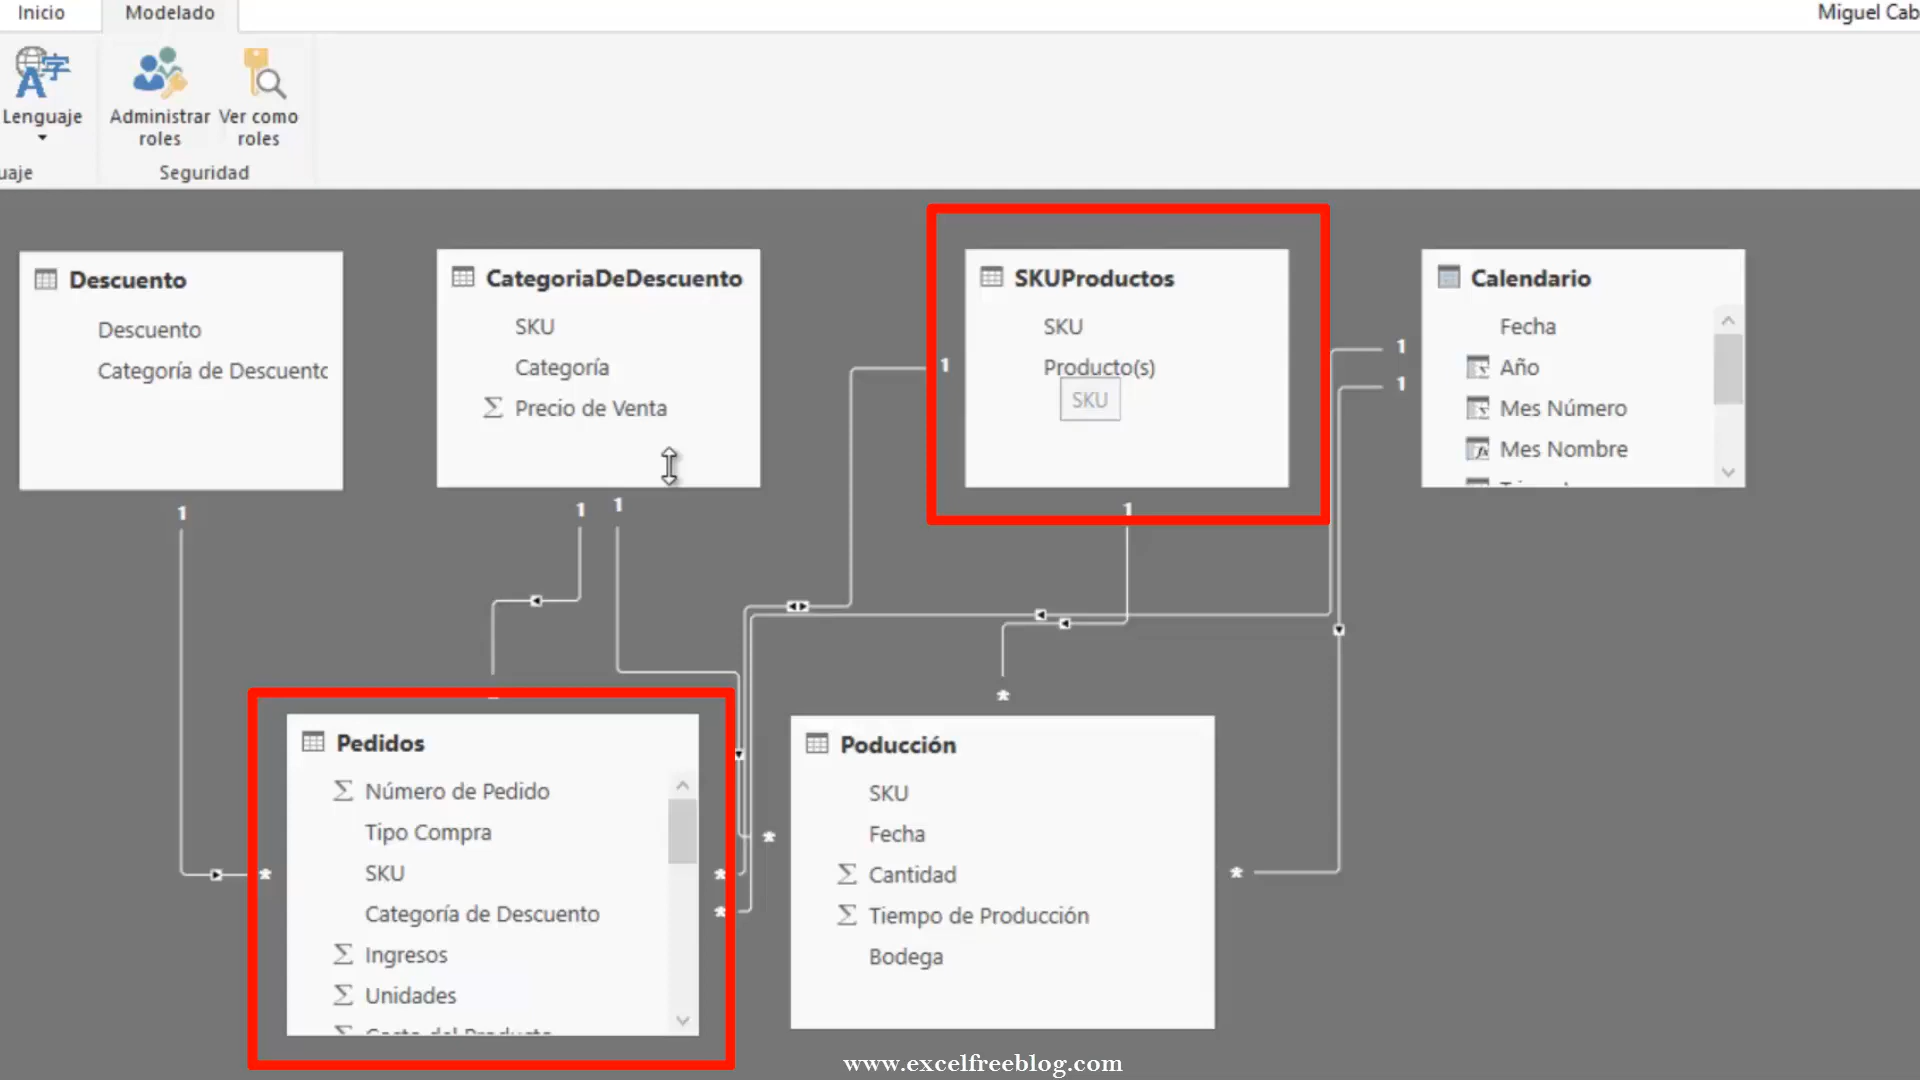 Inicio
Modelado
Miguel Cab
Lenguaje
Administrar
roles
Ver como
roles
uaje
Seguridad
Descuento
Descuento
Categoría de Descuento
1
CategoriaDeDescuento
SKU
Categoría
Σ Precio de Venta
1
1
SKUProductos
SKU
Producto(s)
SKU
1
1
Calendario
Fecha
Año
Mes Número
Mes Nombre
1
1
Pedidos
Σ Número de Pedido
Tipo Compra
SKU
Categoría de Descuento
Σ Ingresos
Σ Unidades
*
*
*
Poducción
SKU
Fecha
Σ Cantidad
Σ Tiempo de Producción
Bodega
*
*
*
www.excelfreeblog.com